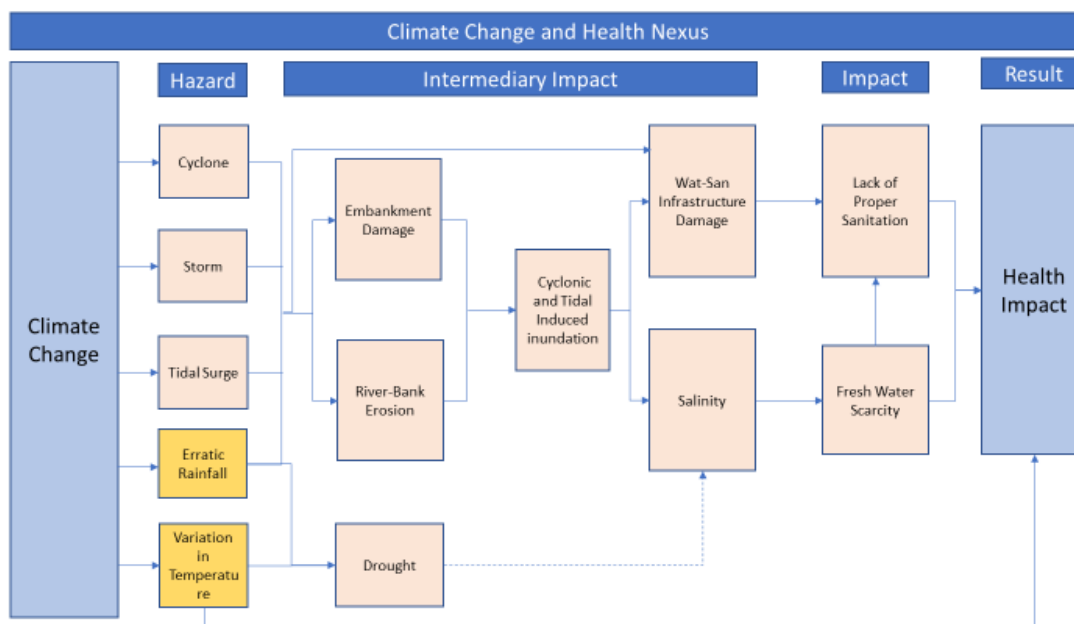 Climate Change and Health Nexus
Hazard
Intermediary Impact
Impact
Result
Climate
Change
Cyclone
Storm
Tidal Surge
Erratic
Rainfall
Variation
in
Temperatu
re
Embankment
Damage
River-Bank
Erosion
Drought
Cyclonic
and Tidal
Induced
inundation
Wat-San
Infrastructure
Damage
Salinity
Lack of
Proper
Sanitation
Fresh Water
Scarcity
Health
Impact